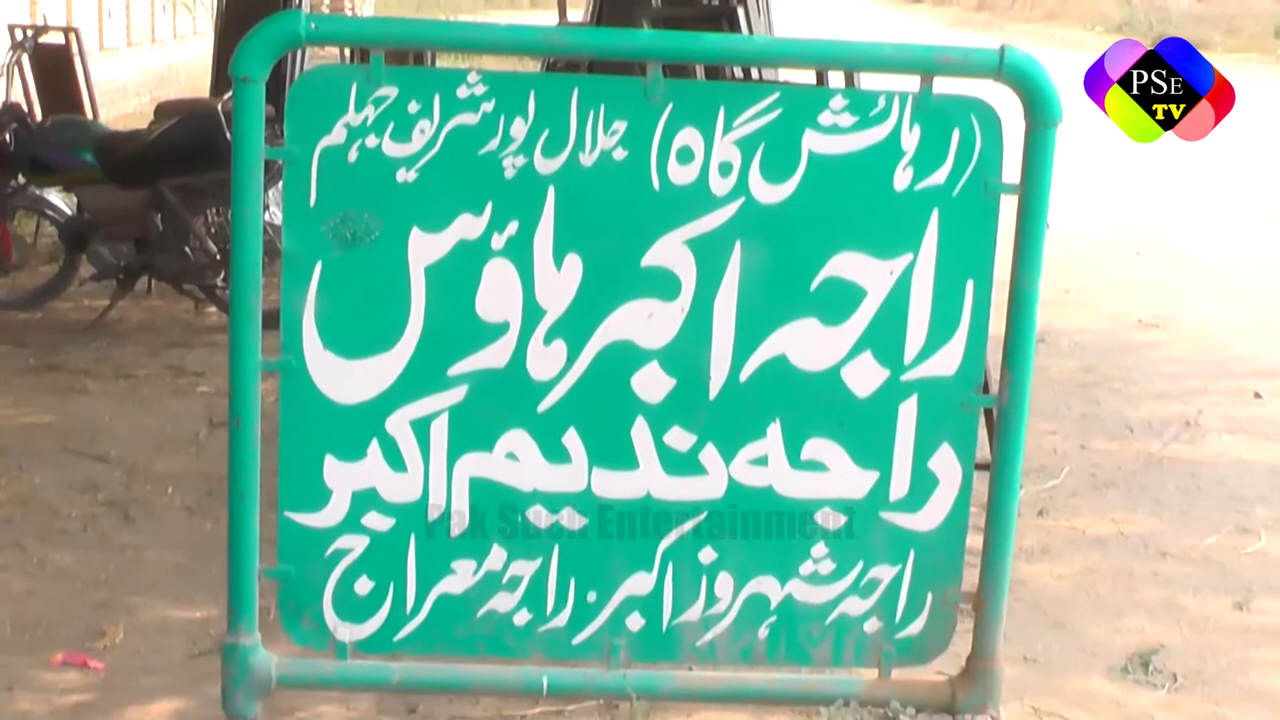 (رہائش گاہ) جلال پور شریف جہلم
راجہ اکبر ہاؤس
راجہ ندیم اکبر
راجہ شہروز اکبر۔ راجہ معراج
Pak Such Entertainment
PSE
TV